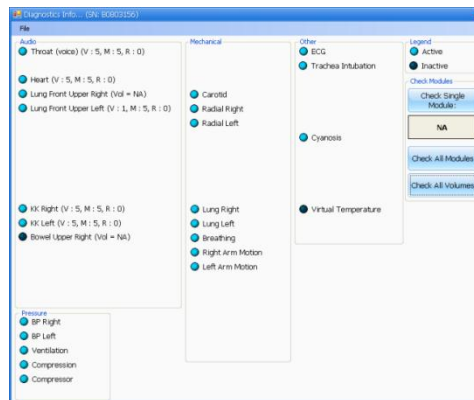 Diagnostics Info... (SN: B0B03156)
File
Audio
Throat (voice) (V : 5, M : 5, R : 0)
Heart (V : 5, M : 5, R : 0)
Lung Front Upper Right (Vol = NA)
Lung Front Upper Left (V : 1, M : 5, R : 0)
KK Right (V : 5, M : 5, R : 0)
KK Left (V : 5, M : 5, R : 0)
Bowel Upper Right (Vol = NA)
Pressure
BP Right
BP Left
Ventilation
Compression
Compressor
Mechanical
Carotid
Radial Right
Radial Left
Lung Right
Lung Left
Breathing
Right Arm Motion
Left Arm Motion
Other
ECG
Trachea Intubation
Cyanosis
Virtual Temperature
Legend
Active
Inactive
Check Modules
Check Single
Module:
NA
Check All Modules
Check All Volumes